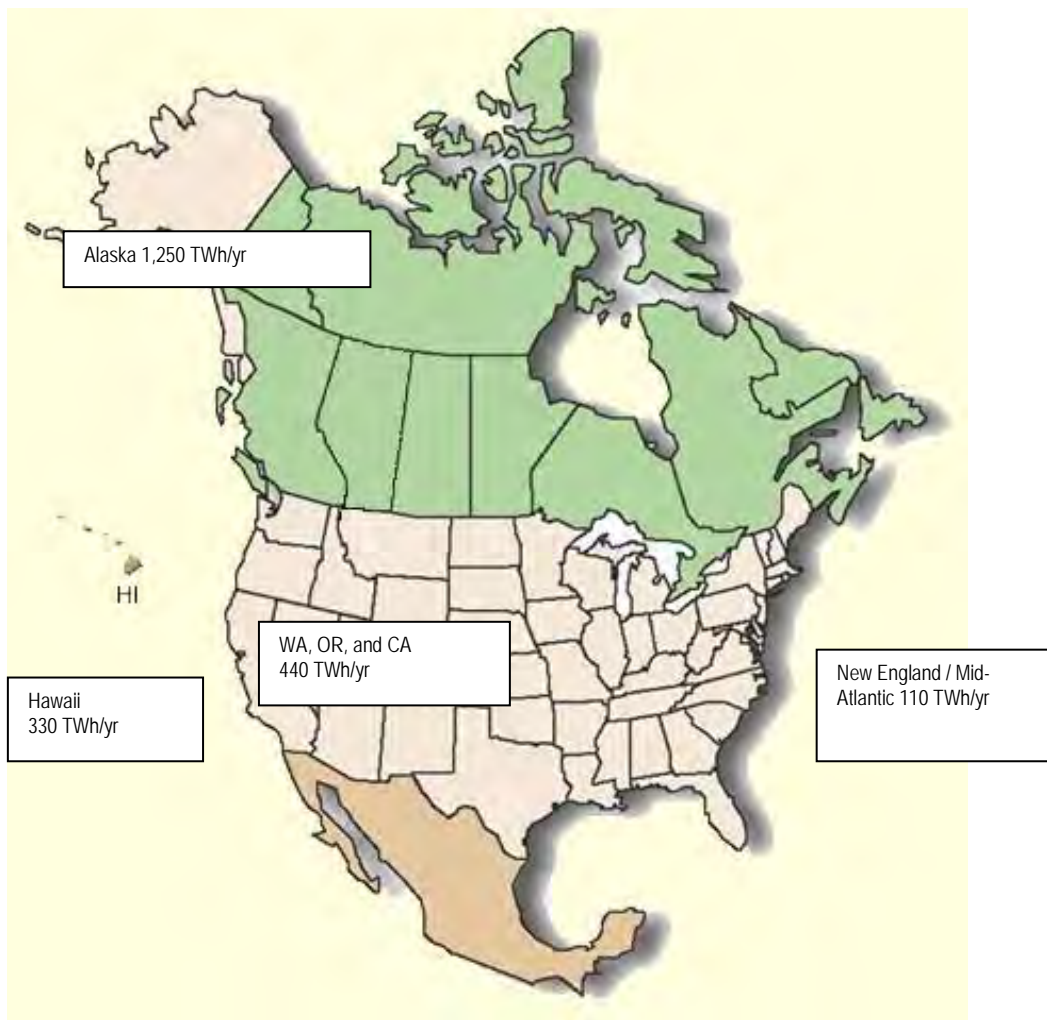 Alaska 1,250 TWh/yr
HI
WA, OR, and CA
440 TWh/yr
Hawaii
330 TWh/yr
New England / Mid-
Atlantic 110 TWh/yr